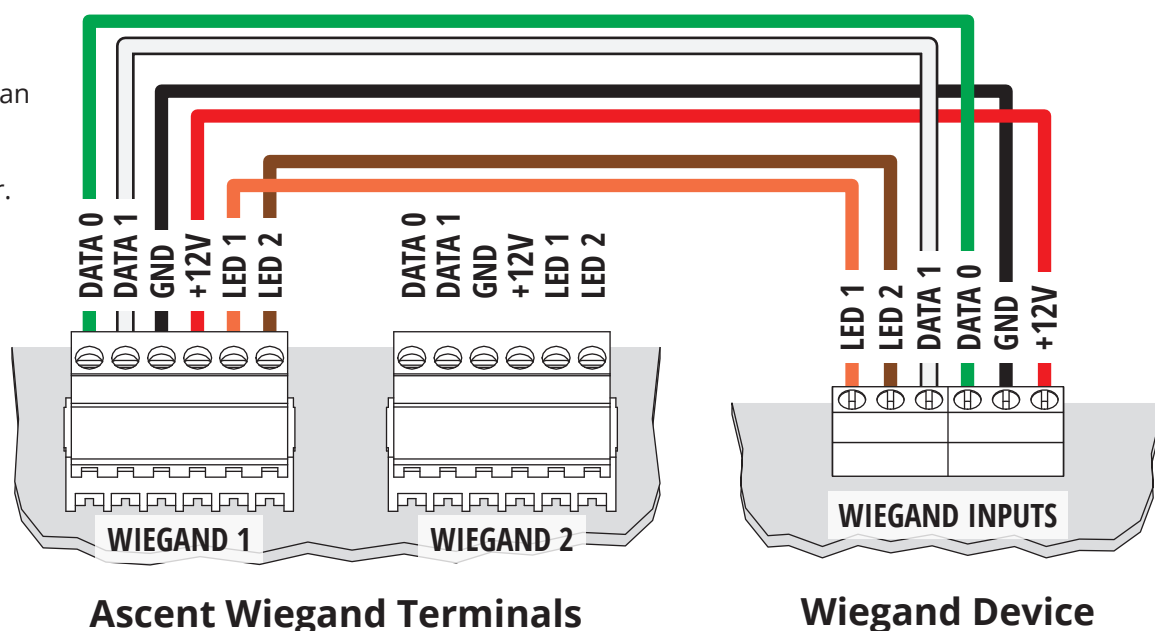 an
r.
DATA 0
DATA 1
GND
+12V
LED 1
LED 2
DATA 0
DATA 1
GND
+12V
LED 1
LED 2
LED 1
LED 2
DATA 1
DATA 0
GND
+12V
WIEGAND 1
WIEGAND 2
WIEGAND INPUTS
Ascent Wiegand Terminals
Wiegand Device